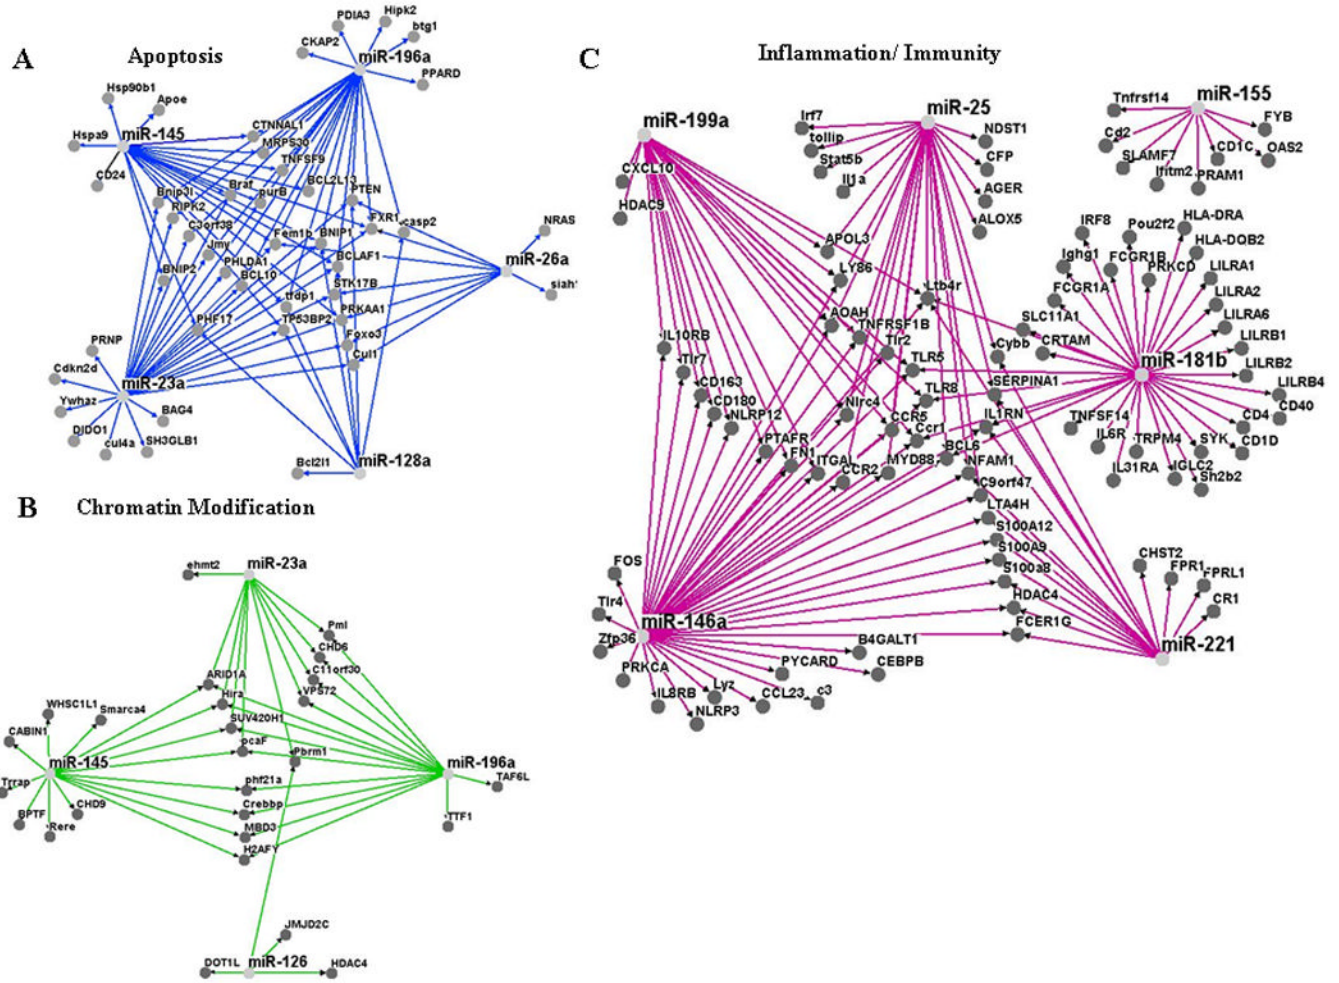 A
Apoptosis
PDIA3
Hipk2
btg1
CKAP2
miR-196a
PPARD
Hsp90b1
Apoe
Hspa9
miR-145
CD24
CTNNAL1
MRPS30
TNFSF9
BCL2L13
PTEN
Braf
purB
Bnip3l
RIPK2
C3orf38
FXR1
casp2
Fem1b
BNIP1
Jmy
PHLDA1
BCLAF1
BNIP2
BCL10
STK17B
tfdp1
PRKAA1
PHF17
TP53BP2
Foxo3
Cul1
NRAS
miR-26a
siah
PRNP
Cdkn2d
miR-23a
Ywhaz
BAG4
DIDO1
cul4a
SH3GLB1
Bcl2l1
miR-128a
B
Chromatin Modification
ehmt2
miR-23a
Pml
CHD6
C11orf30
VPS72
ARID1A
Hira
SUV420H1
pcaF
Pbrm1
WHSC1L1
Smarca4
CABIN1
miR-145
Trrap
BPTF
Rere
CHD9
phf21a
Crebbp
MBD3
H2AFY
miR-196a
TAF6L
TTF1
JMJD2C
DOT1L
miR-126
HDAC4
C
Inflammation/ Immunity
miR-199a
CXCL10
HDAC9
Irf7
tollip
Stat5b
Il1a
miR-25
NDST1
CFP
AGER
ALOX5
miR-155
Tnfrsf14
Cd2
SLAMF7
Ifitm2
PRAM1
CD1C
OAS2
FYB
APOL3
LY86
Ltb4r
AOAH
TNFRSF1B
Tlr2
TLR5
TLR8
Cybb
SERPINA1
IL1RN
SLC11A1
CRTAM
IL10RB
Tlr7
CD163
CD180
NLRP12
Nlrc4
CCR5
Ccr1
PTAFR
FN1
ITGAL
CCR2
MYD88
BCL6
NFAM1
C9orf47
LTA4H
S100A12
S100A9
S100a8
HDAC4
FCER1G
IRF8
Pou2f2
HLA-DRA
HLA-DQB2
Ighg1
FCGR1B
PRKCD
LILRA1
FCGR1A
LILRA2
LILRA6
LILRB1
miR-181b
LILRB2
LILRB4
CD40
CD4
CD1D
TNFSF14
IL6R
TRPM4
SYK
IL31RA
IGLC2
Sh2b2
FOS
Tlr4
miR-146a
Zfp36
PRKCA
IL8RB
Lyz
NLRP3
CCL23
c3
PYCARD
B4GALT1
CEBPB
CHST2
FPR1
FPRL1
CR1
miR-221